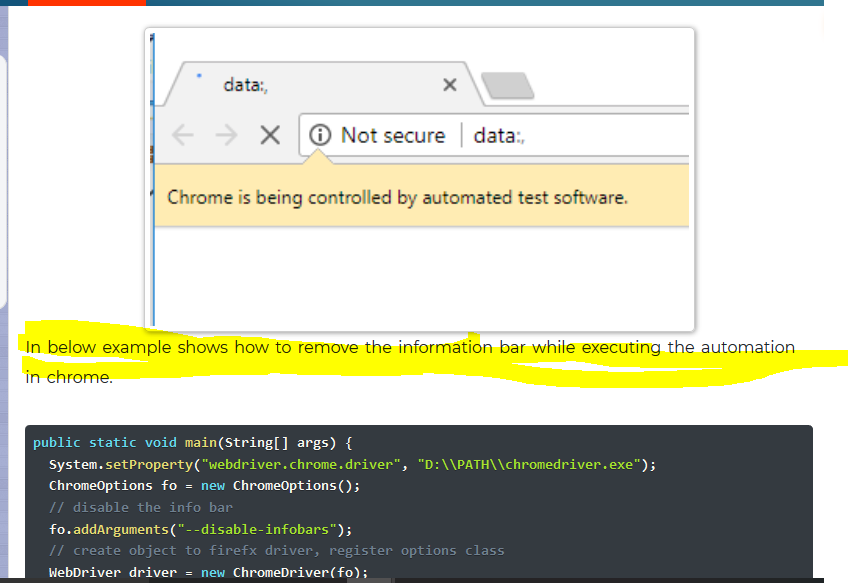 data:,
Not secure data:,
Chrome is being controlled by automated test software.
In below example shows how to remove the information bar while executing the automation
in chrome.
public static void main(String[] args) {
System.setProperty("webdriver.chrome.driver", "D:\\PATH\\chromedriver.exe");
ChromeOptions fo = new ChromeOptions();
// disable the info bar
fo.addArguments("--disable-infobars");
// create object to firefx driver, register options class
WebDriver driver = new ChromeDriver(fo);